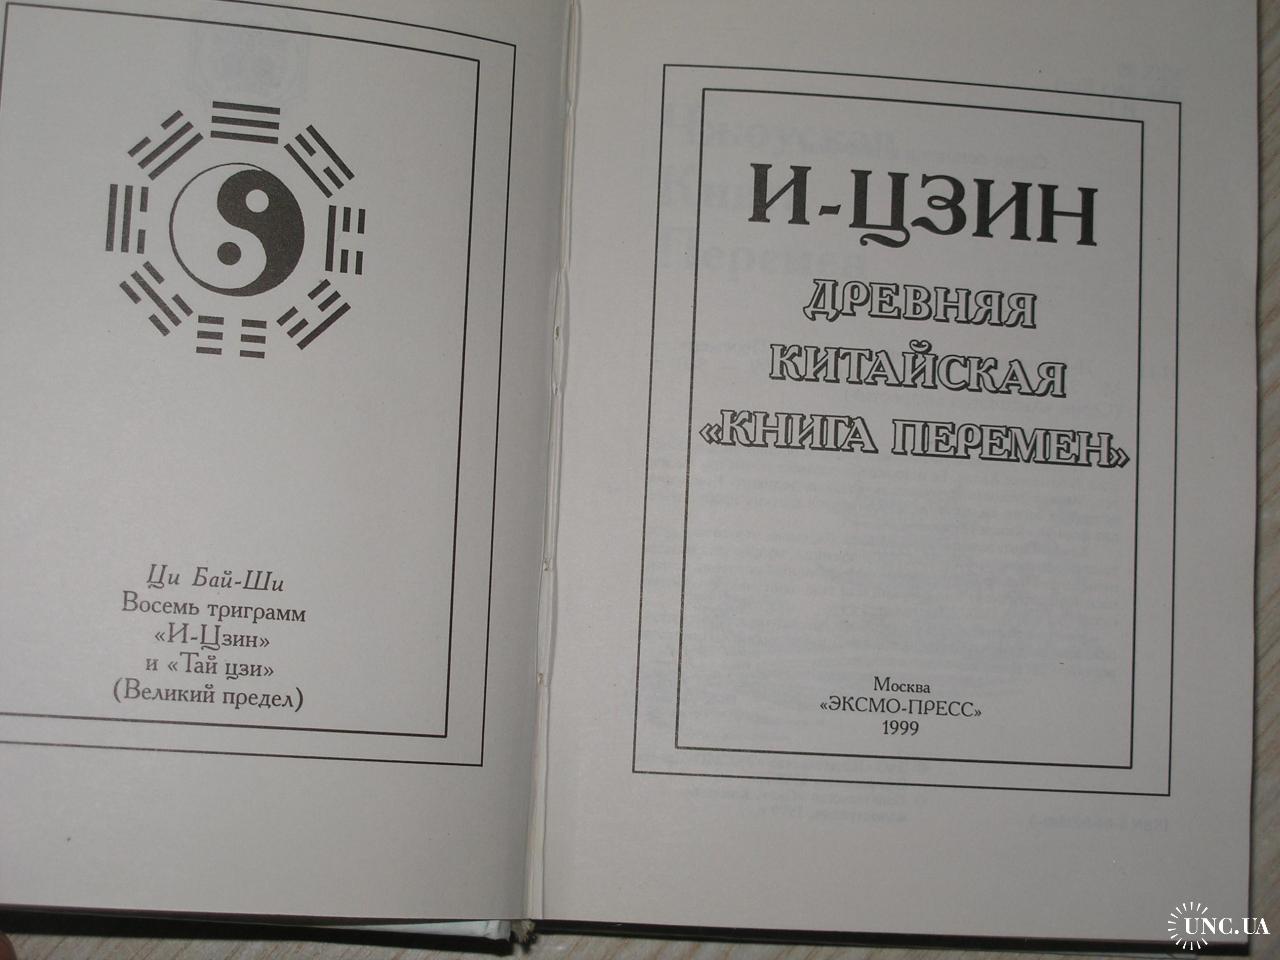 Ци Бай-Ши
Восемь триграмм
«И-Цзин»
и «Тай цзи»
(Великий предел)
И-ЦЗИН
ДРЕВНЯЯ
КИТАЙСКАЯ
«КНИГА ПЕРЕМЕН»
Москва
«ЭКСМО-ПРЕСС»
1999
UNC.UA